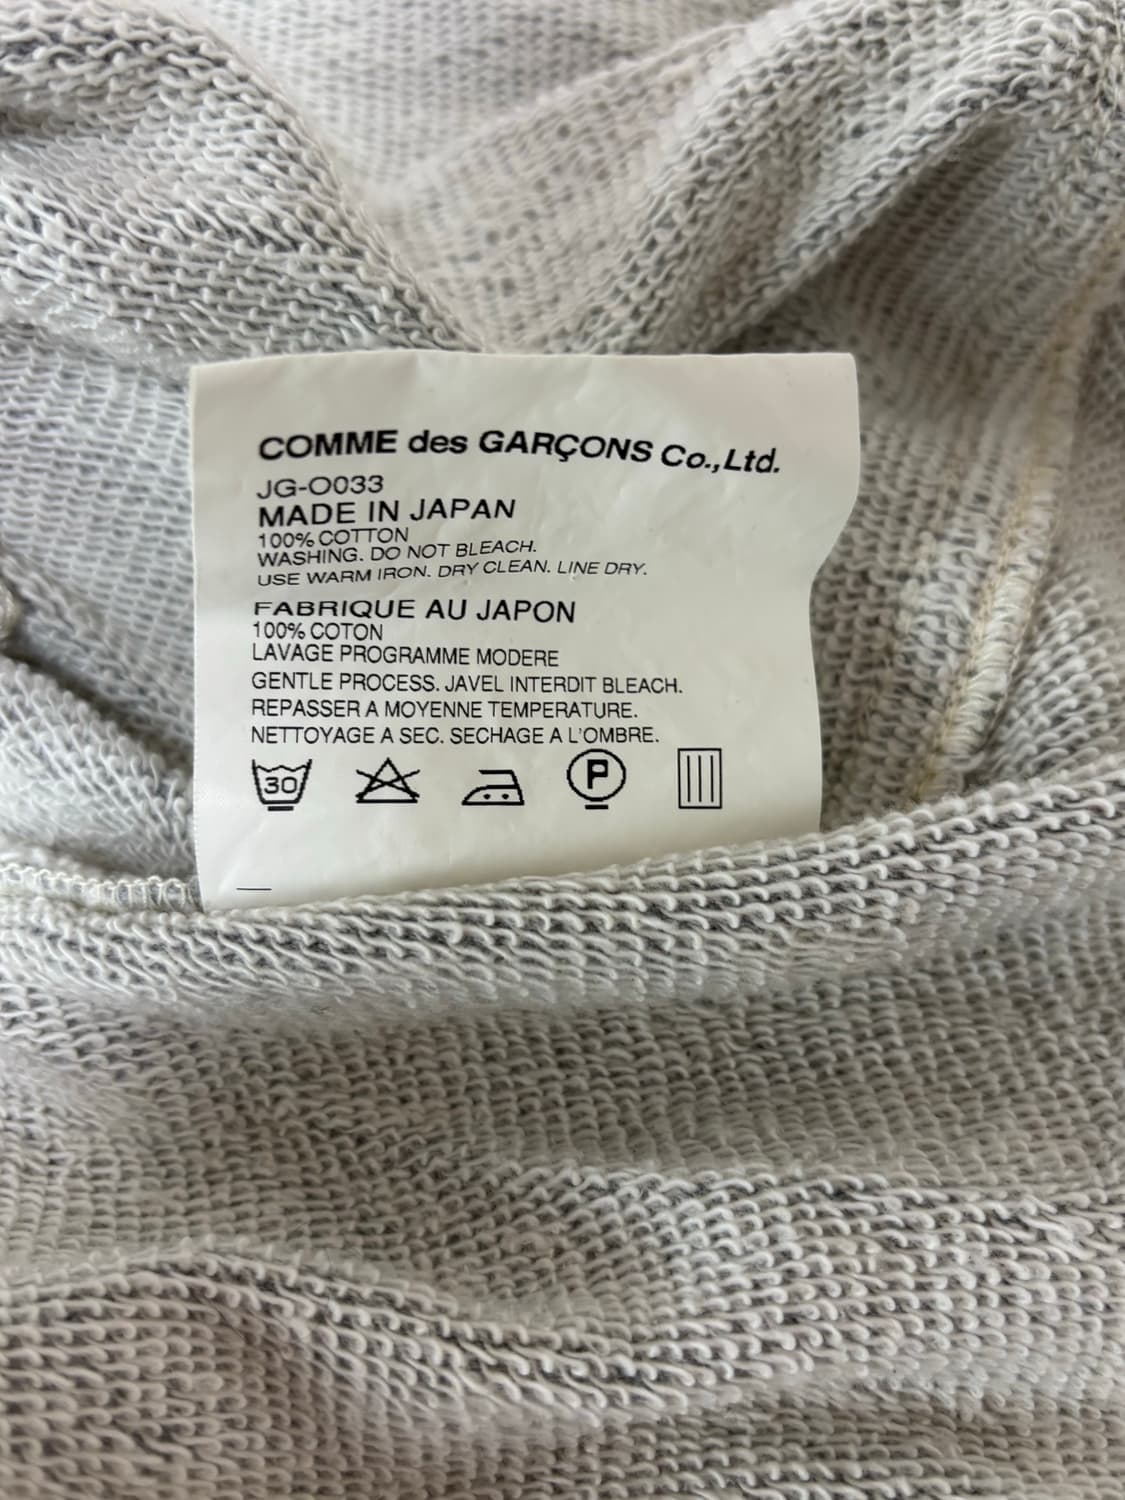 COMME des GARÇONS Co.,Ltd.
JG-O033
MADE IN JAPAN
100% COTTON
WASHING. DO NOT BLEACH.
USE WARM IRON. DRY CLEAN. LINE DRY.
FABRIQUE AU JAPON
100% COTON
LAVAGE PROGRAMME MODERE
GENTLE PROCESS. JAVEL INTERDIT BLEACH.
REPASSER A MOYENNE TEMPERATURE.
NETTOYAGE A SEC. SECHAGE A L'OMBRE.
30 P